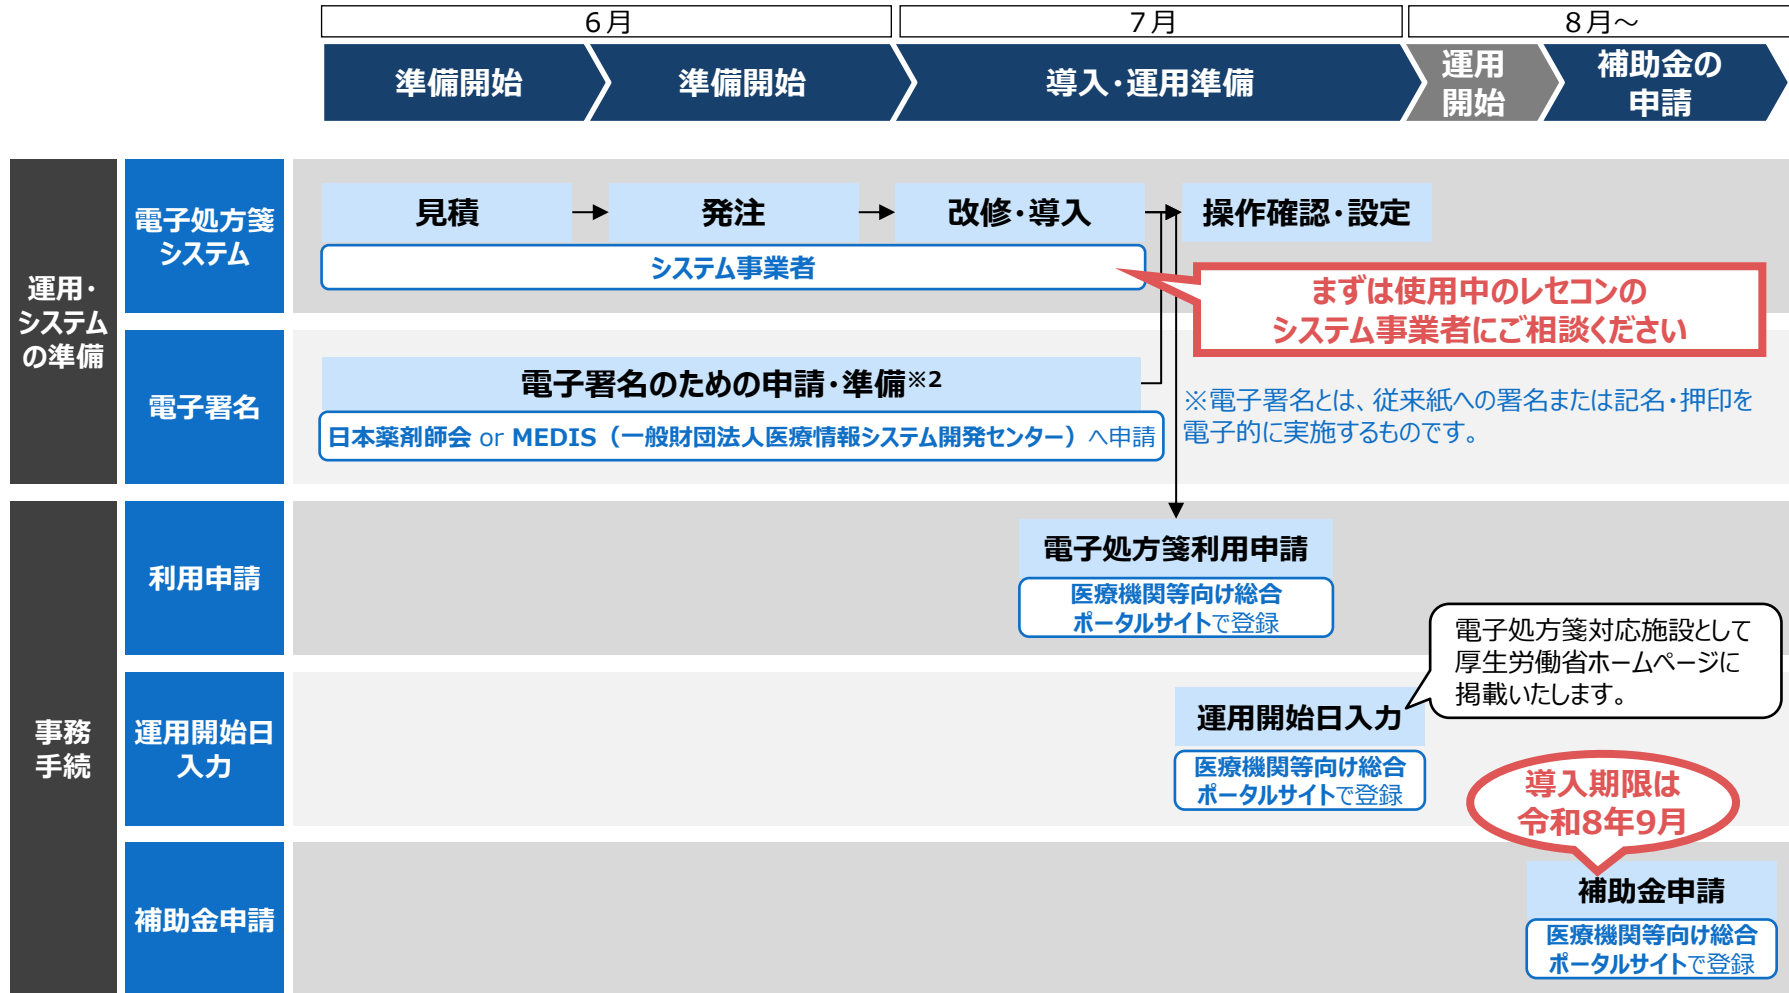 6月
7月
8月～
準備開始
準備開始
導入・運用準備
運用
開始
補助金の
申請
運用・
システム
の準備
電子処方箋
システム
見積
発注
改修・導入
操作確認・設定
システム事業者
まずは使用中のレセコンの
システム事業者にご相談ください
電子署名
電子署名のための申請・準備※2
日本薬剤師会 or MEDIS（一般財団法人医療情報システム開発センター）へ申請
※電子署名とは、従来紙への署名または記名・押印を
電子的に実施するものです。
事務
手続
利用申請
電子処方箋利用申請
医療機関等向け総合
ポータルサイトで登録
電子処方箋対応施設として
厚生労働省ホームページに
掲載いたします。
運用開始日
入力
運用開始日入力
医療機関等向け総合
ポータルサイトで登録
導入期限は
令和8年9月
補助金申請
補助金申請
医療機関等向け総合
ポータルサイトで登録